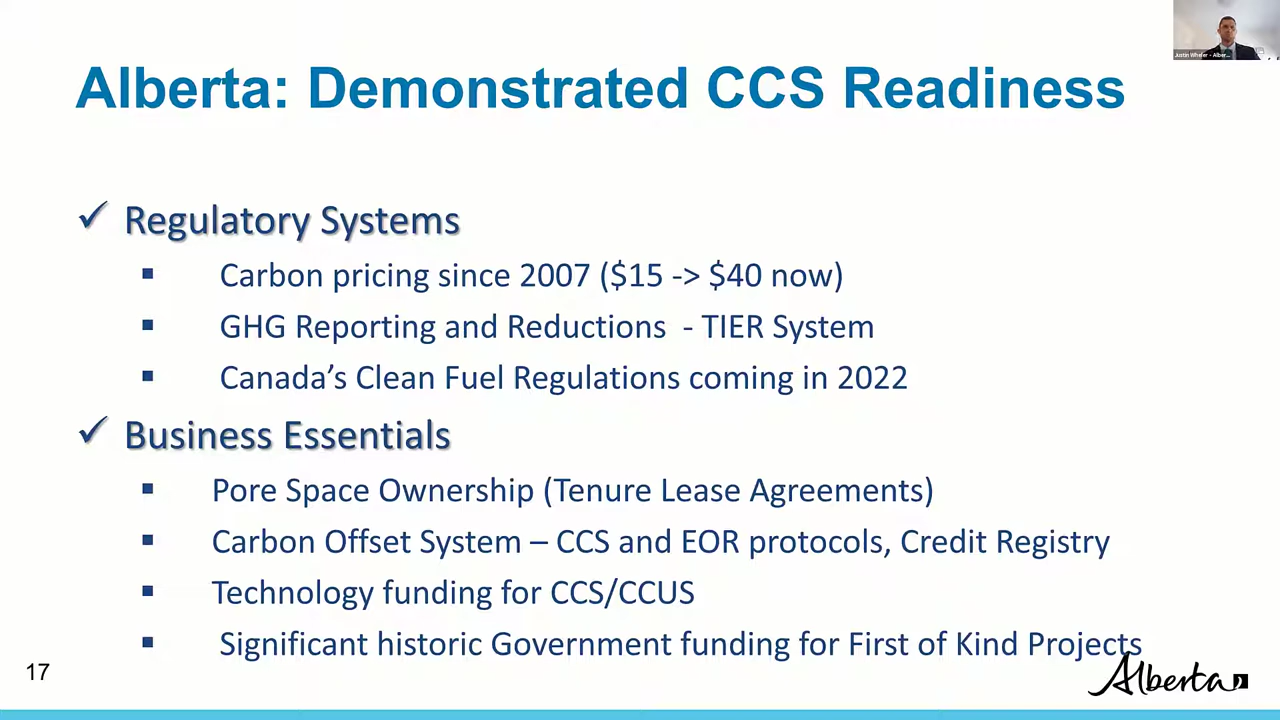 Alberta: Demonstrated CCS Readiness
✓ Regulatory Systems
▪ Carbon pricing since 2007 ($15 -> $40 now)
▪ GHG Reporting and Reductions - TIER System
▪ Canada’s Clean Fuel Regulations coming in 2022
✓ Business Essentials
▪ Pore Space Ownership (Tenure Lease Agreements)
▪ Carbon Offset System – CCS and EOR protocols, Credit Registry
▪ Technology funding for CCS/CCUS
▪ Significant historic Government funding for First of Kind Projects
17
Alberta
Justin Wheler - Alber...